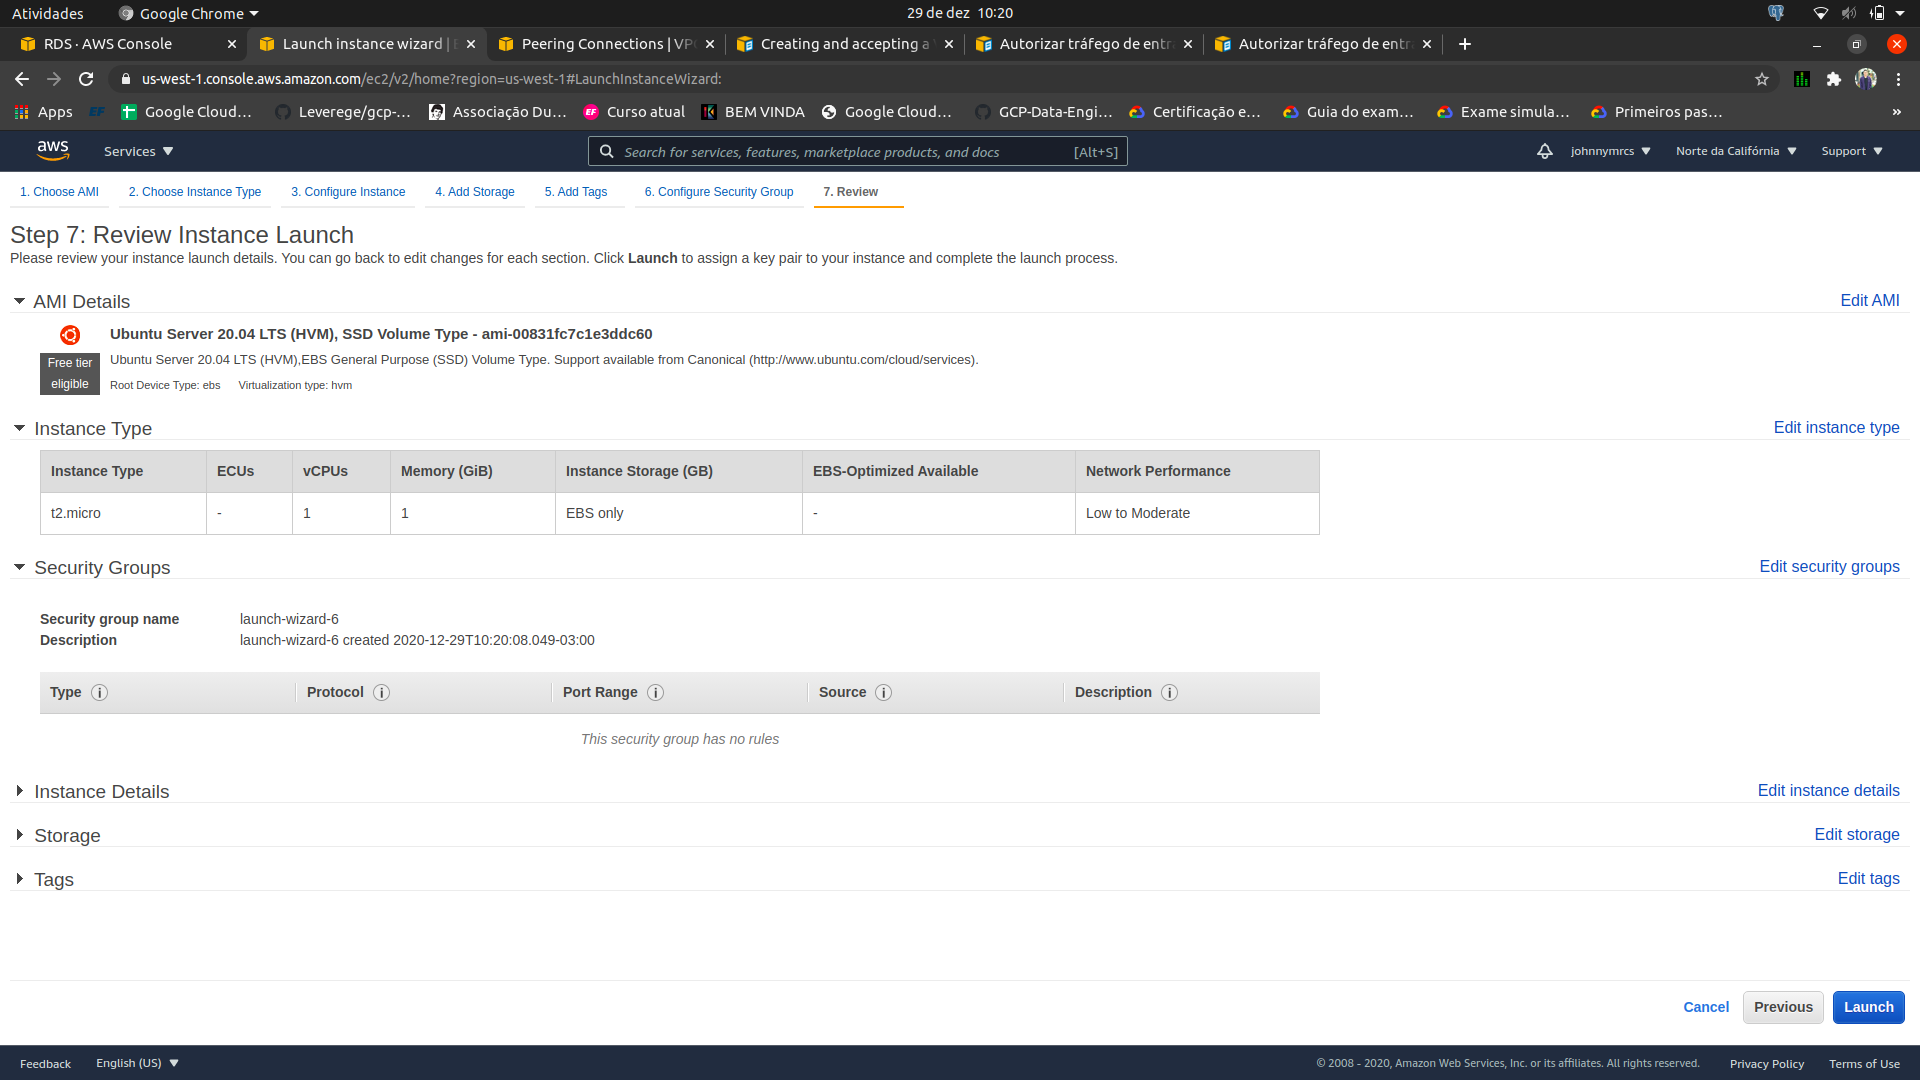 Atividades
Google Chrome
29 de dez 10:20
RDS · AWS Console
Launch instance wizard |
Peering Connections | VP
Creating and accepting a
Autorizar tráfego de entr
Autorizar tráfego de entr
us-west-1.console.aws.amazon.com/ec2/v2/home?region=us-west-1#LaunchInstanceWizard:
Apps
EF
Google Cloud...
Leverege/gcp-...
Associação Du...
EF
Curso atual
BEM VINDA
Google Cloud...
GCP-Data-Engi...
Certificação e...
Guia do exam...
Exame simula...
Primeiros pas...
»
aws
Services
Search for services, features, marketplace products, and docs
[Alt+S]
johnnymrcs
Norte da Califórnia
Support
1. Choose AMI
2. Choose Instance Type
3. Configure Instance
4. Add Storage
5. Add Tags
6. Configure Security Group
7. Review
Step 7: Review Instance Launch
Please review your instance launch details. You can go back to edit changes for each section. Click Launch to assign a key pair to your instance and complete the launch process.
AMI Details
Edit AMI
Ubuntu Server 20.04 LTS (HVM), SSD Volume Type - ami-00831fc7c1e3ddc60
Free tier
eligible
Ubuntu Server 20.04 LTS (HVM),EBS General Purpose (SSD) Volume Type. Support available from Canonical (http://www.ubuntu.com/cloud/services).
Root Device Type: ebs Virtualization type: hvm
Instance Type
Edit instance type
Instance Type ECUs vCPUs Memory (GiB) Instance Storage (GB) EBS-Optimized Available Network Performance
t2.micro - 1 1 EBS only - Low to Moderate
Security Groups
Edit security groups
Security group name launch-wizard-6
Description launch-wizard-6 created 2020-12-29T10:20:08.049-03:00
Type i Protocol i Port Range i Source i Description i
This security group has no rules
Instance Details
Edit instance details
Storage
Edit storage
Tags
Edit tags
Cancel
Previous
Launch
Feedback
English (US)
© 2008 - 2020, Amazon Web Services, Inc. or its affiliates. All rights reserved.
Privacy Policy
Terms of Use